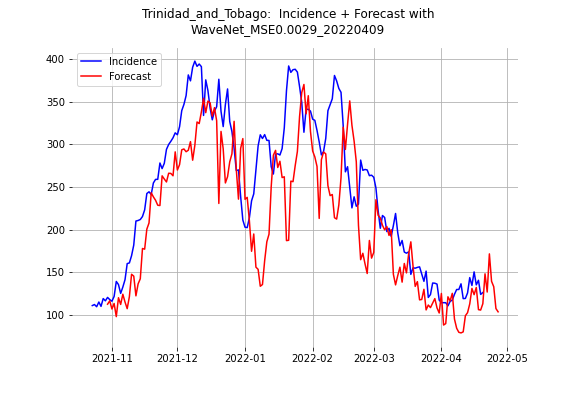 Trinidad_and_Tobago:  Incidence + Forecast with
WaveNet_MSE0.0029_20220409
Incidence
Forecast
400
350
300
250
200
150
100
2021-11 2021-12 2022-01 2022-02 2022-03 2022-04 2022-05